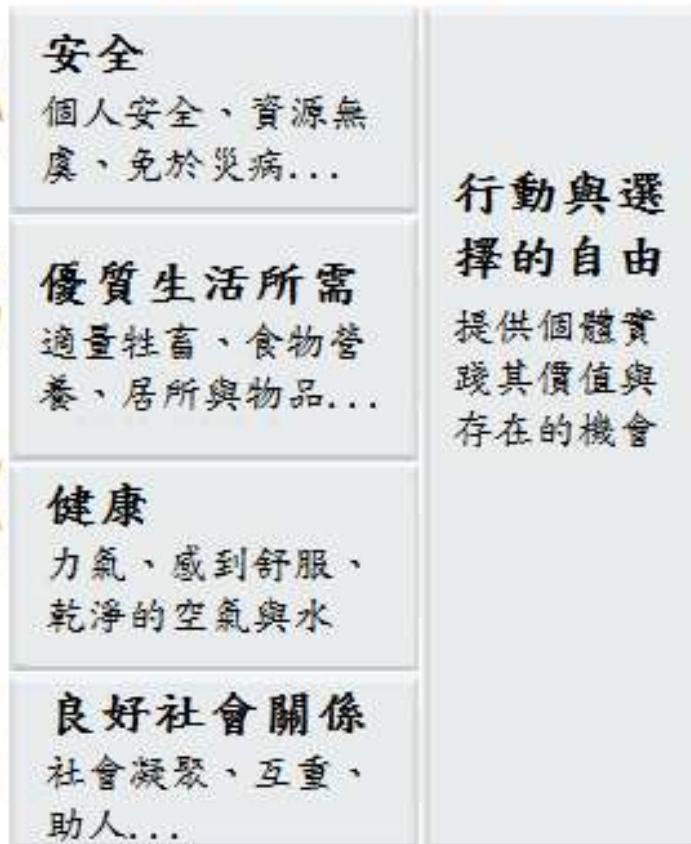 安全
個人安全、資源無
虞、免於災病...
優質生活所需
適量牲畜、食物營
養、居所與物品...
健康
力氣、感到舒服、
乾淨的空氣與水
良好社會關係
社會凝聚、互重、
助人...
行動與選
擇的自由
提供個體實
踐其價值與
存在的機會